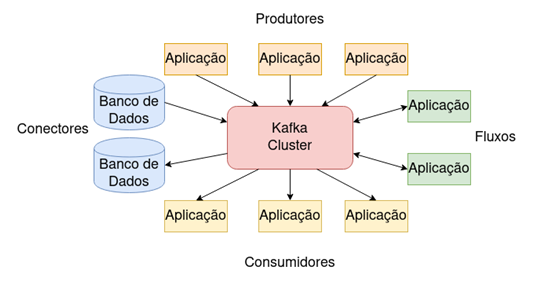 Produtores
Aplicação
Aplicação
Aplicação
Banco de
Dados
Aplicação
Conectores
Kafka
Cluster
Fluxos
Banco de
Dados
Aplicação
Aplicação
Aplicação
Aplicação
Consumidores